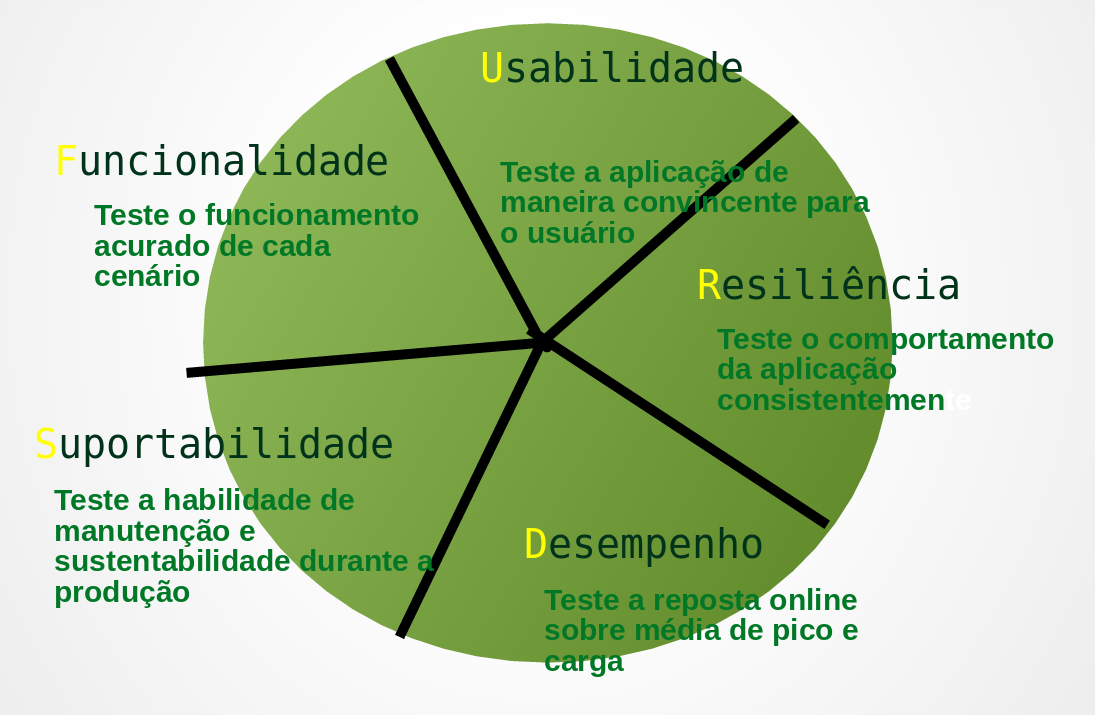 Usabilidade
Teste a aplicação de
maneira convincente para
o usuário
Funcionalidade
Teste o funcionamento
acurado de cada
cenário
Resiliência
Teste o comportamento
da aplicação
consistentemente
Suportabilidade
Teste a habilidade de
manutenção e
sustentabilidade durante a
produção
Desempenho
Teste a reposta online
sobre média de pico e
carga